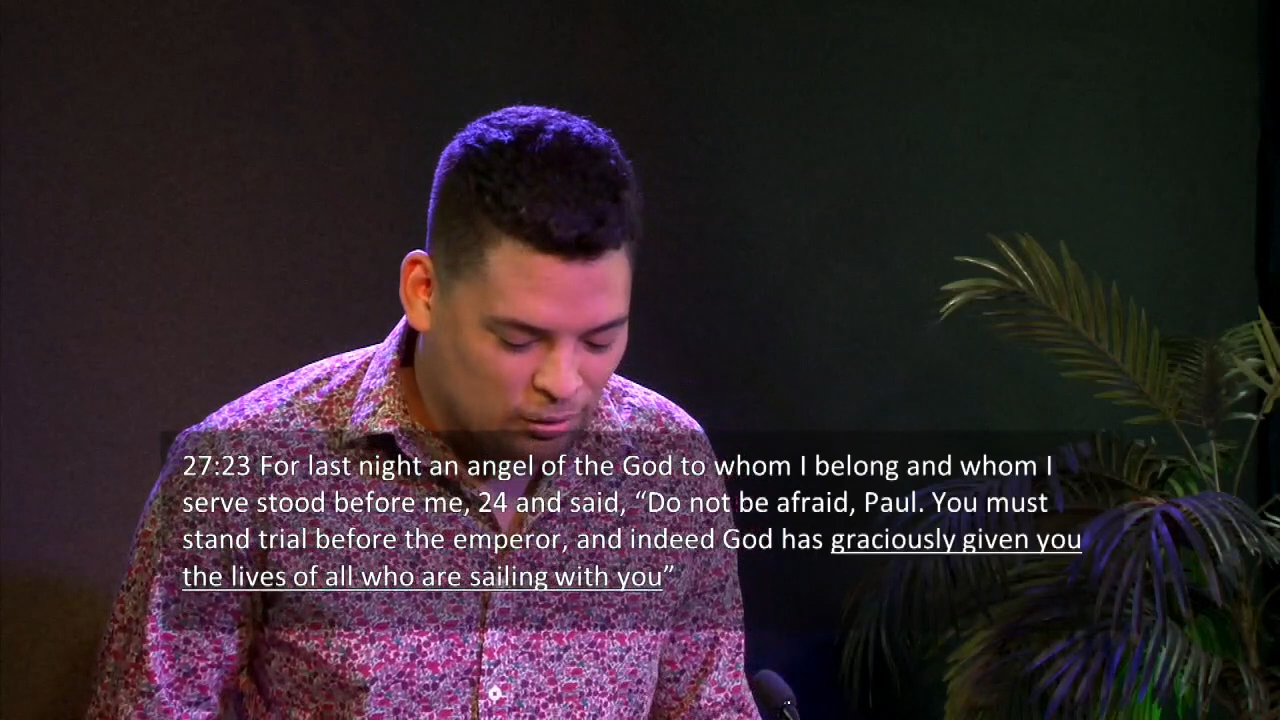 27:23 For last night an angel of the God to whom I belong and whom I
serve stood before me, 24 and said, “Do not be afraid, Paul. You must
stand trial before the emperor, and indeed God has graciously given you
the lives of all who are sailing with you”